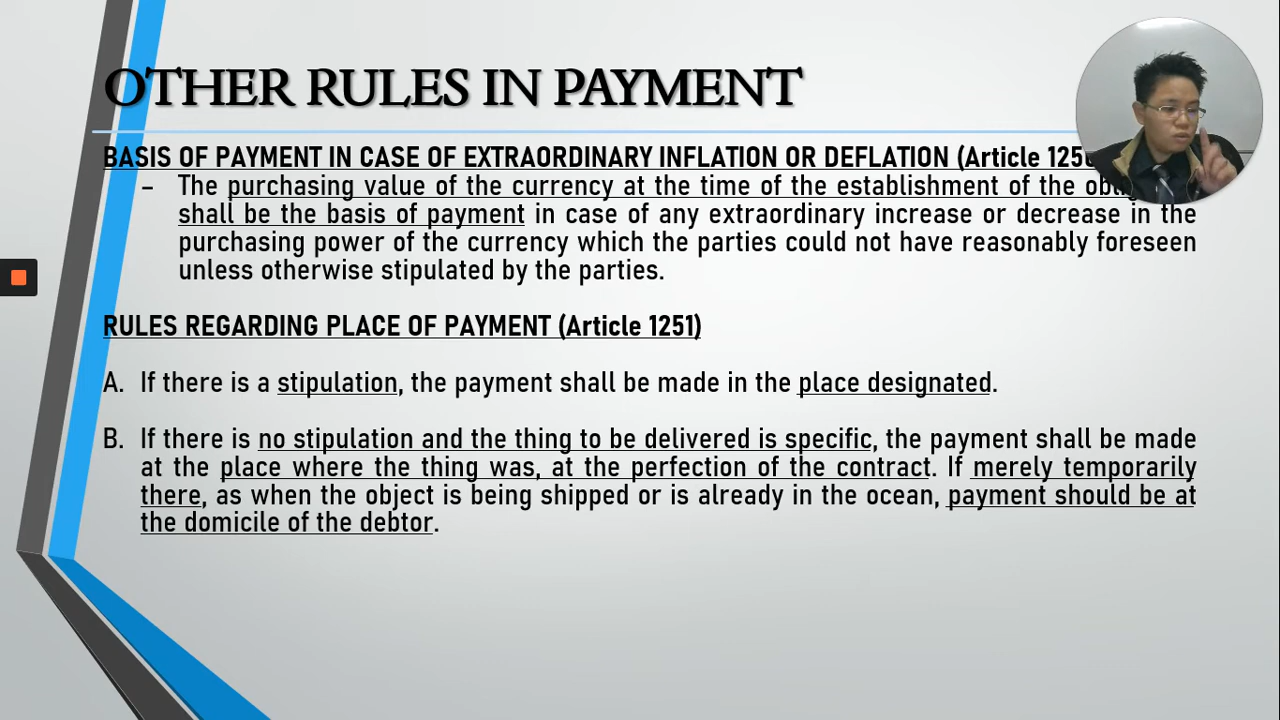 OTHER RULES IN PAYMENT
BASIS OF PAYMENT IN CASE OF EXTRAORDINARY INFLATION OR DEFLATION (Article
– The purchasing value of the currency at the time of the establishment of the
shall be the basis of payment in case of any extraordinary increase or decrease in the
purchasing power of the currency which the parties could not have reasonably foreseen
unless otherwise stipulated by the parties.
RULES REGARDING PLACE OF PAYMENT (Article 1251)
A. If there is a stipulation, the payment shall be made in the place designated.
B. If there is no stipulation and the thing to be delivered is specific, the payment shall be made
at the place where the thing was, at the perfection of the contract. If merely temporarily
there, as when the object is being shipped or is already in the ocean, payment should be at
the domicile of the debtor.